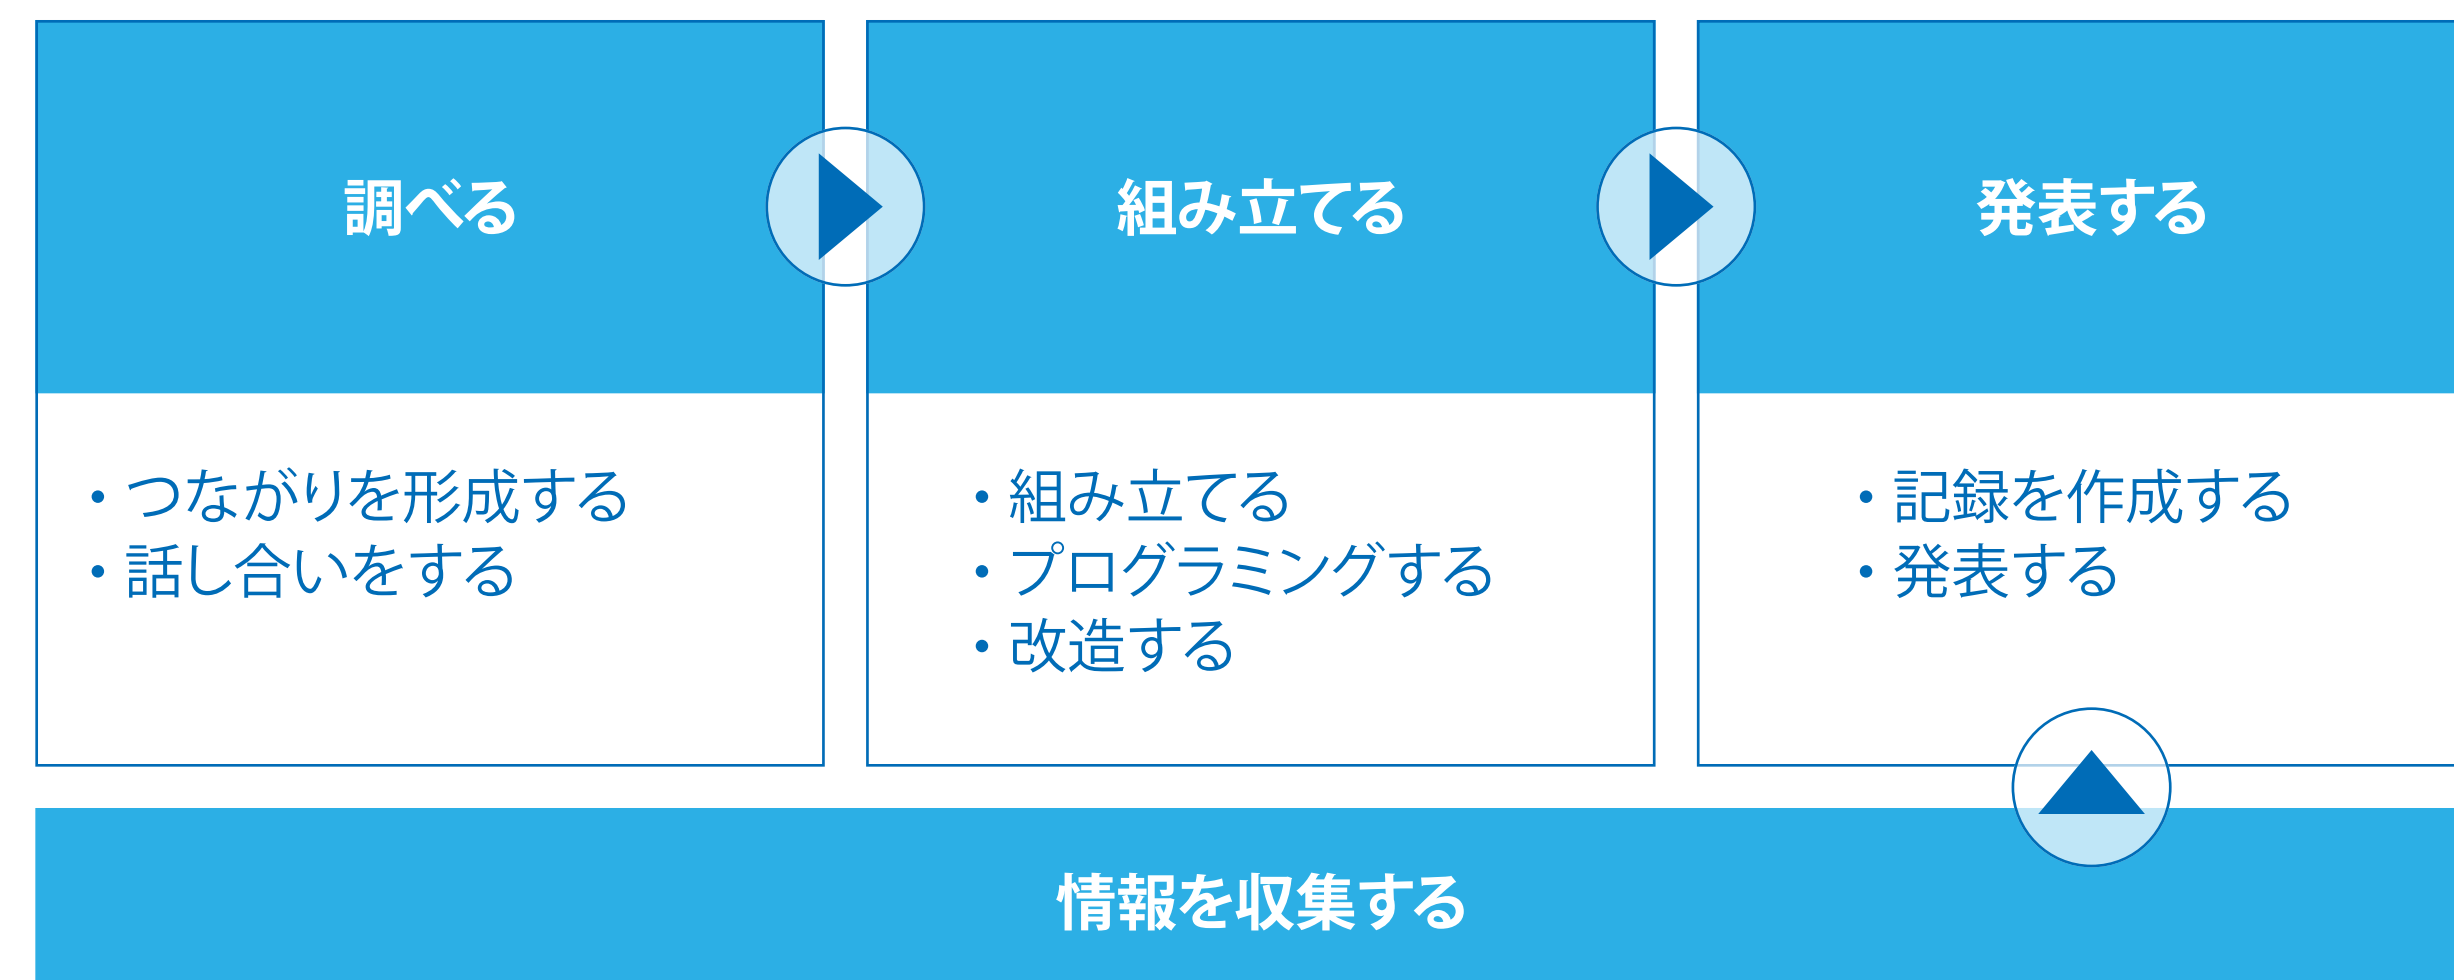 調べる
組み立てる
発表する
・つながりを形成する
・話し合いをする
・組み立てる
・プログラミングする
・改造する
・記録を作成する
・発表する
情報を収集する